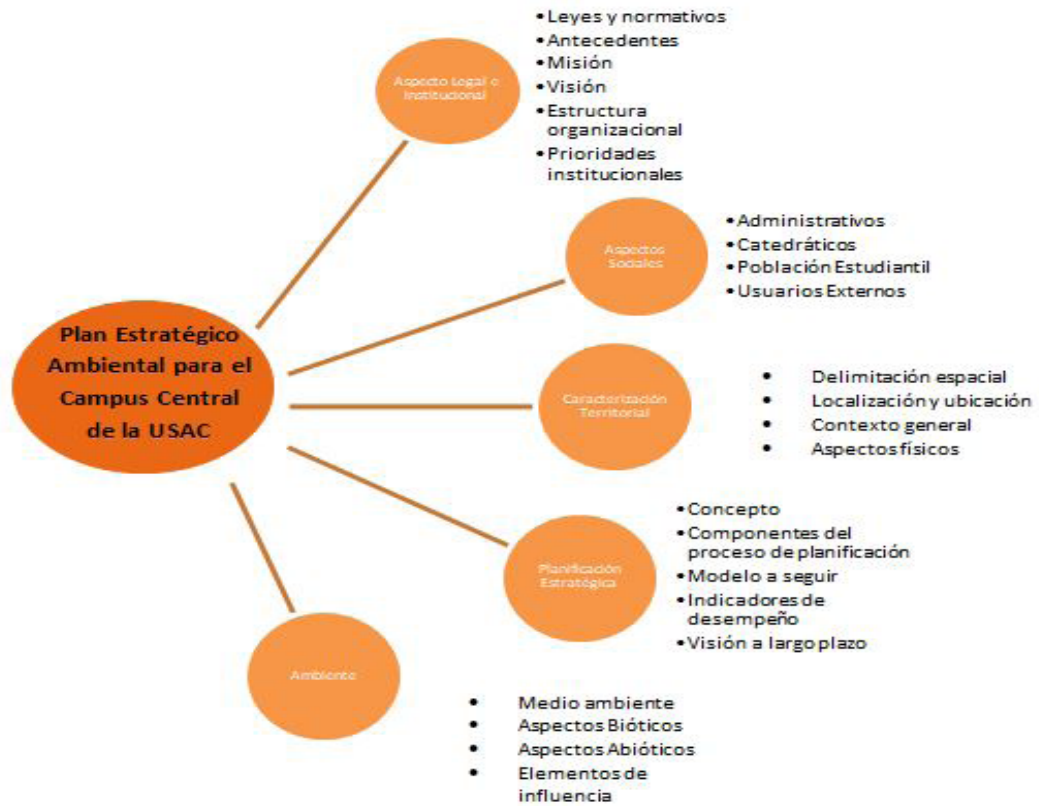 •Leyes y normativos
•Antecedentes
•Misión
•Visión
•Estructura
organizacional
•Prioridades
institucionales
Aspecto Legal e
Institucional
Aspectos
Sociales
•Administrativos
•Catedráticos
•Población Estudiantil
•Usuarios Externos
Plan Estratégico
Ambiental para el
Campus Central
de la USAC
Caracterización
Territorial
• Delimitación espacial
• Localización y ubicación
• Contexto general
• Aspectos físicos
Planificación
Estratégica
•Concepto
•Componentes del
proceso de planificación
•Modelo a seguir
•Indicadores de
desempeño
•Visión a largo plazo
Ambiente
• Medio ambiente
• Aspectos Bióticos
• Aspectos Abióticos
• Elementos de
influencia